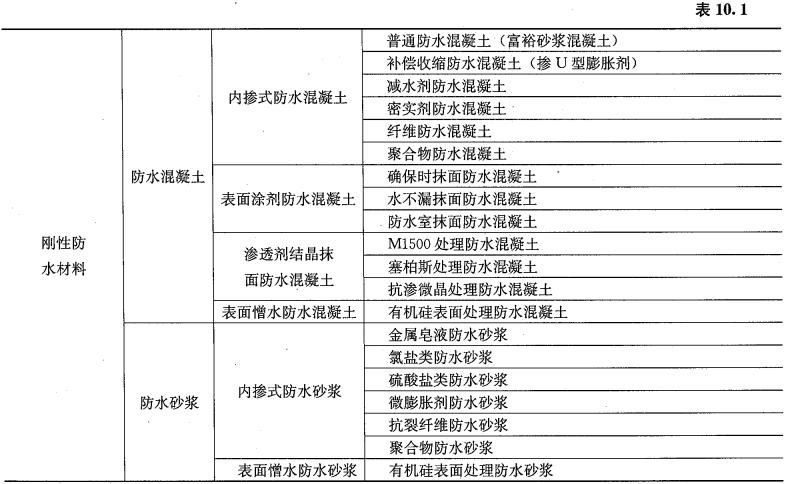 表 10.1
普通防水混凝土（富裕砂浆混凝土）
补偿收缩防水混凝土（掺 U 型膨胀剂）
内掺式防水混凝土
减水剂防水混凝土
密实剂防水混凝土
纤维防水混凝土
聚合物防水混凝土
防水混凝土
表面涂剂防水混凝土
确保时抹面防水混凝土
水不漏抹面防水混凝土
防水室抹面防水混凝土
刚性防
水材料
渗透剂结晶抹
面防水混凝土
M1500 处理防水混凝土
塞柏斯处理防水混凝土
抗渗微晶处理防水混凝土
表面憎水防水混凝土
有机硅表面处理防水混凝土
防水砂浆
内掺式防水砂浆
金属皂液防水砂浆
氯盐类防水砂浆
硫酸盐类防水砂浆
微膨胀剂防水砂浆
抗裂纤维防水砂浆
聚合物防水砂浆
表面憎水防水砂浆
有机硅表面处理防水砂浆